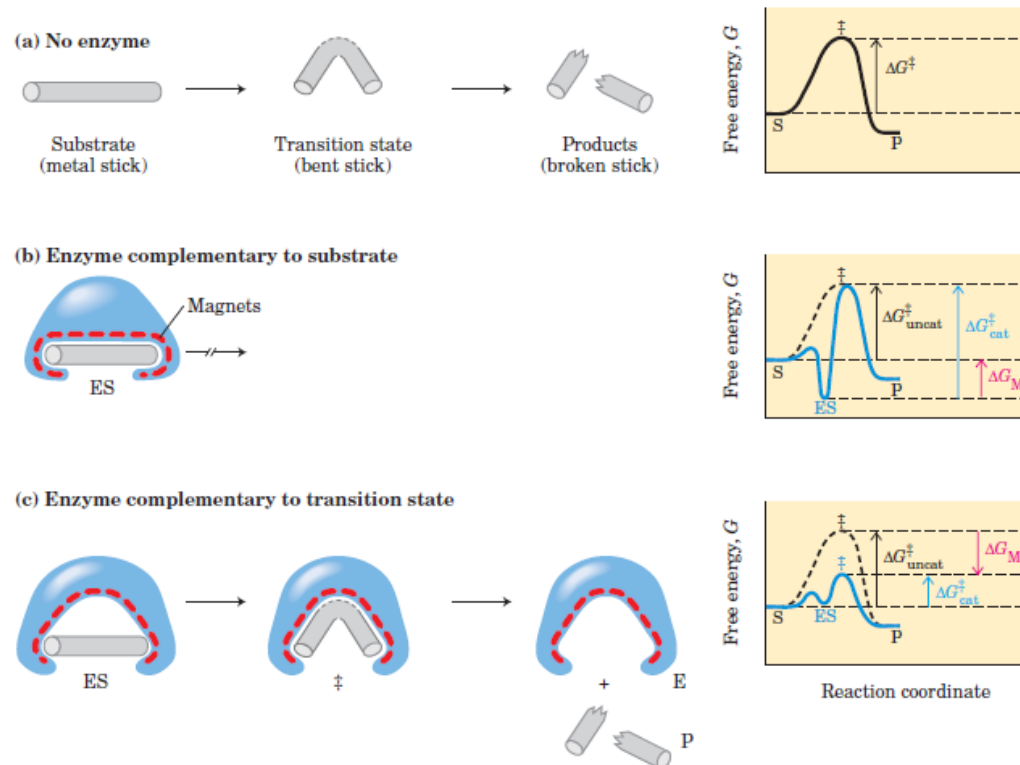 (a) No enzyme
Substrate
(metal stick)
Transition state
(bent stick)
Products
(broken stick)
Free energy, G
‡
ΔG‡
S
P
(b) Enzyme complementary to substrate
Magnets
ES
Free energy, G
‡
ΔG‡uncat
ΔG‡cat
ΔGM
S
P
ES
(c) Enzyme complementary to transition state
ES
‡
+
E
P
Free energy, G
‡
‡
ΔG‡uncat
ΔGM
ΔG‡cat
S
ES
P
Reaction coordinate